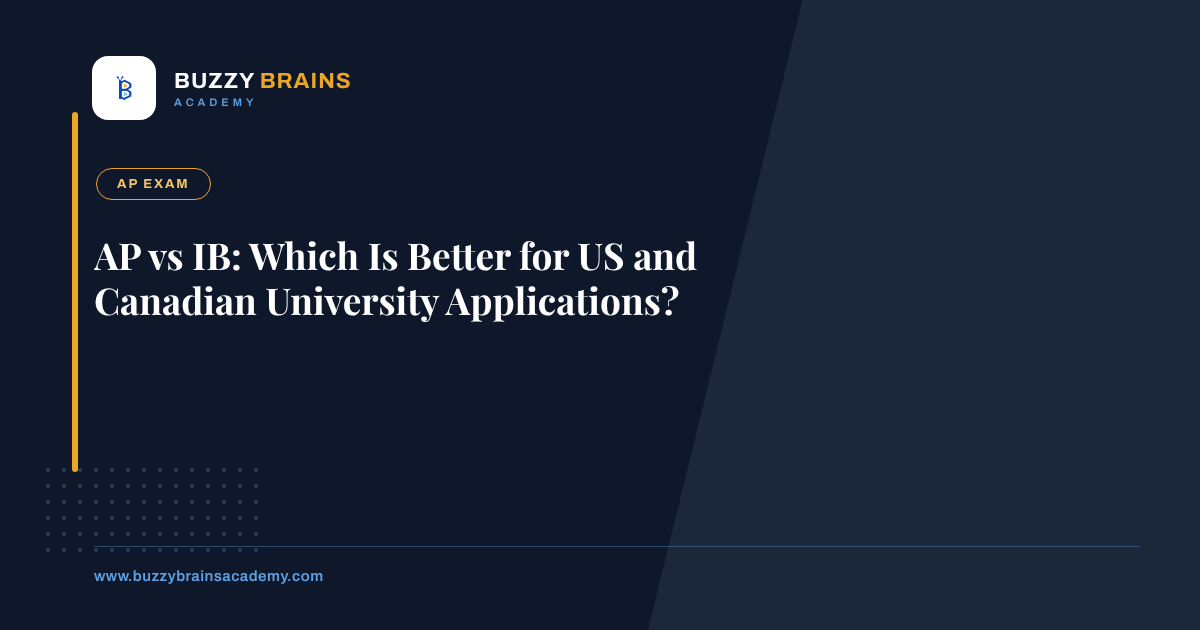 BUZZY BRAINS
ACADEMY
AP EXAM
AP vs IB: Which Is Better for US and
Canadian University Applications?
www.buzzybrainsacademy.com